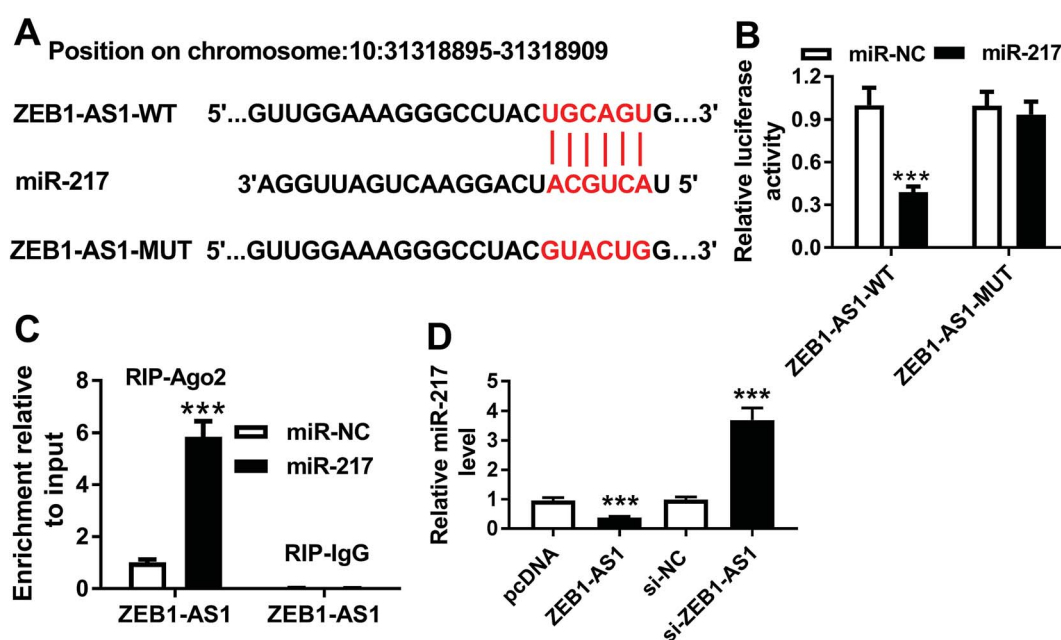 A
Position on chromosome:10:31318895-31318909
ZEB1-AS1-WT 5'...GUUGGAAAGGGCCUACUGCAGUG...3'
miR-217 3'AGGUUAGUCAAGGACUACGUCAU 5'
ZEB1-AS1-MUT 5'...GUUGGAAAGGGCCUACGUACUGG...3'
B
miR-NC miR-217
Relative luciferase
activity
1.2
0.9
0.6
0.3
0.0
***
ZEB1-AS1-WT
ZEB1-AS1-MUT
C
Enrichment relative
to input
8
6
4
2
0
RIP-Ago2
***
miR-NC
miR-217
RIP-IgG
ZEB1-AS1 ZEB1-AS1
D
Relative miR-217
level
5
4
3
2
1
0
***
***
pcDNA
ZEB1-AS1
si-NC
si-ZEB1-AS1